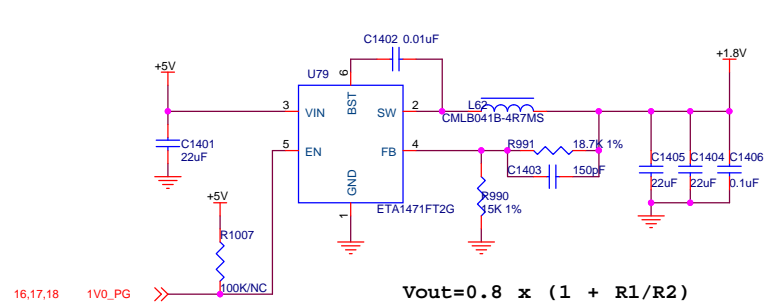 C1402 0.01uF
+1.8V
+5V
U79
6
BST
L62
3
VIN
SW
2
CMLB041B-4R7MS
C1401
22uF
5
EN
FB
4
R991
18.7K 1%
C1403
150pF
C1405
C1404
C1406
22uF
22uF
0.1uF
GND
1
R990
15K 1%
ETA1471FT2G
+5V
R1007
100K/NC
16,17,18
1V0_PG
Vout=0.8 x (1 + R1/R2)